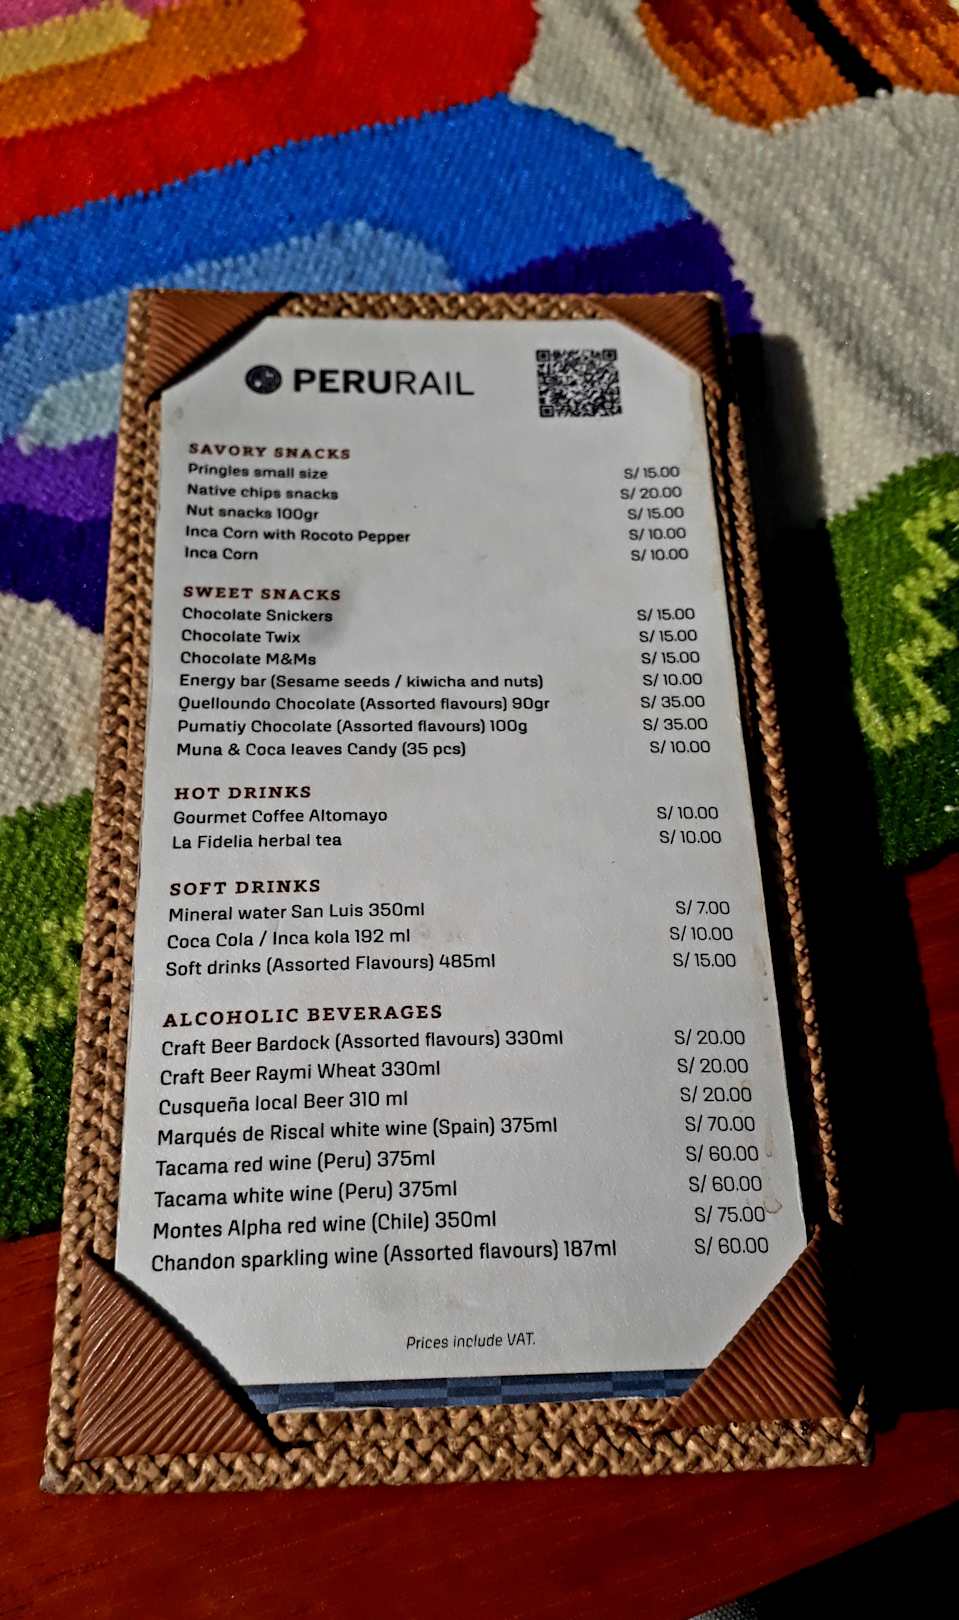 PERURAIL
SAVORY SNACKS
Pringles small size S/ 15.00
Native chips snacks S/ 20.00
Nut snacks 100gr S/ 15.00
Inca Corn with Rocoto Pepper S/ 10.00
Inca Corn S/ 10.00
SWEET SNACKS
Chocolate Snickers S/ 15.00
Chocolate Twix S/ 15.00
Chocolate M&Ms S/ 15.00
Energy bar (Sesame seeds / kiwicha and nuts) S/ 10.00
Quelloundo Chocolate (Assorted flavours) 90gr S/ 35.00
Pumatiy Chocolate (Assorted flavours) 100g S/ 35.00
Muna & Coca leaves Candy (35 pcs) S/ 10.00
HOT DRINKS
Gourmet Coffee Altomayo S/ 10.00
La Fidelia herbal tea S/ 10.00
SOFT DRINKS
Mineral water San Luis 350ml S/ 7.00
Coca Cola / Inca kola 192 ml S/ 10.00
Soft drinks (Assorted Flavours) 485ml S/ 15.00
ALCOHOLIC BEVERAGES
Craft Beer Bardock (Assorted flavours) 330ml S/ 20.00
Craft Beer Raymi Wheat 330ml S/ 20.00
Cusqueña local Beer 310 ml S/ 20.00
Marqués de Riscal white wine (Spain) 375ml S/ 70.00
Tacama red wine (Peru) 375ml S/ 60.00
Tacama white wine (Peru) 375ml S/ 60.00
Montes Alpha red wine (Chile) 350ml S/ 75.00
Chandon sparkling wine (Assorted flavours) 187ml S/ 60.00
Prices include VAT.